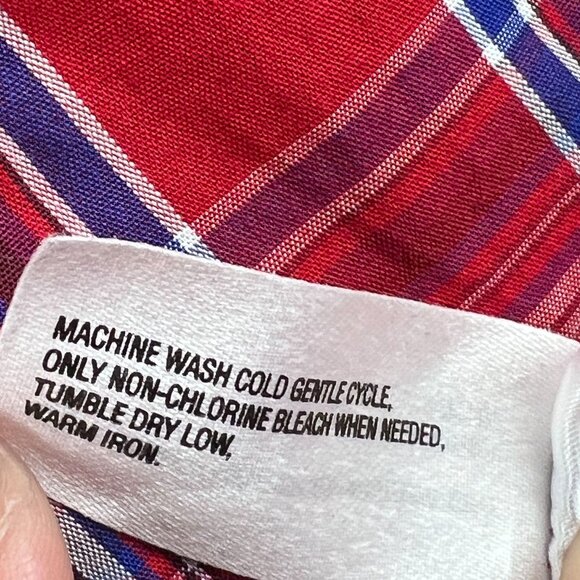 MACHINE WASH COLD GENTLE CYCLE,
ONLY NON-CHLORINE BLEACH WHEN NEEDED,
TUMBLE DRY LOW,
WARM IRON.